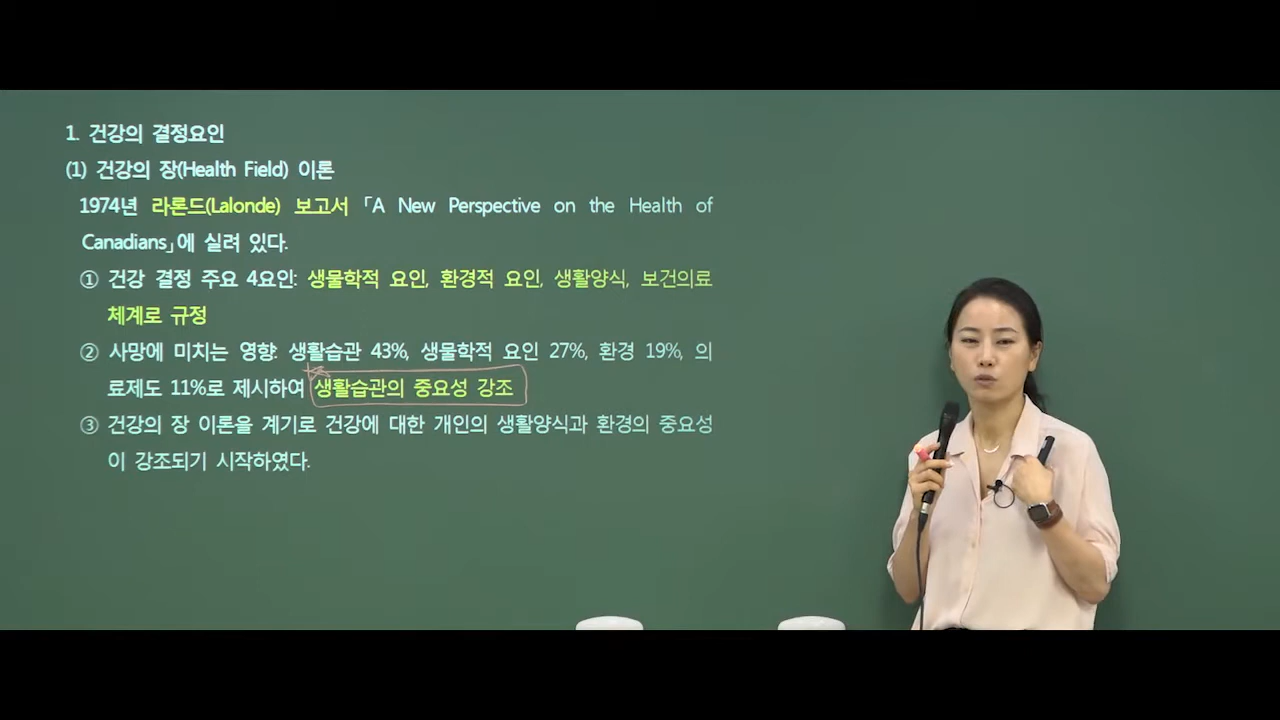 1. 건강의 결정요인
(1) 건강의 장(Health Field) 이론
1974년 라론드(Lalonde) 보고서 「A New Perspective on the Health of
Canadians」에 실려 있다.
① 건강 결정 주요 4요인: 생물학적 요인, 환경적 요인, 생활양식, 보건의료
체계로 규정
② 사망에 미치는 영향: 생활습관 43%, 생물학적 요인 27%, 환경 19%, 의
료제도 11%로 제시하여 생활습관의 중요성 강조
③ 건강의 장 이론을 계기로 건강에 대한 개인의 생활양식과 환경의 중요성
이 강조되기 시작하였다.